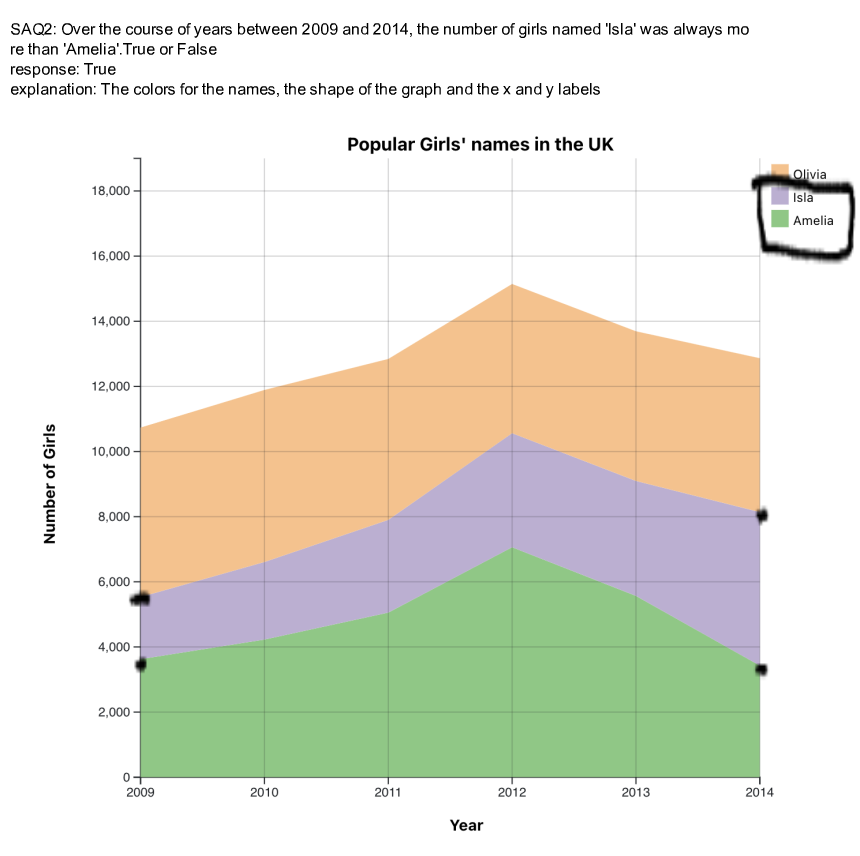 SAQ2: Over the course of years between 2009 and 2014, the number of girls named 'Isla' was always mo
re than 'Amelia'.True or False
response: True
explanation: The colors for the names, the shape of the graph and the x and y labels
Popular Girls' names in the UK
Olivia
Isla
Amelia
18,000
16,000
14,000
12,000
10,000
8,000
6,000
4,000
2,000
0
Number of Girls
2009 2010 2011 2012 2013 2014
Year